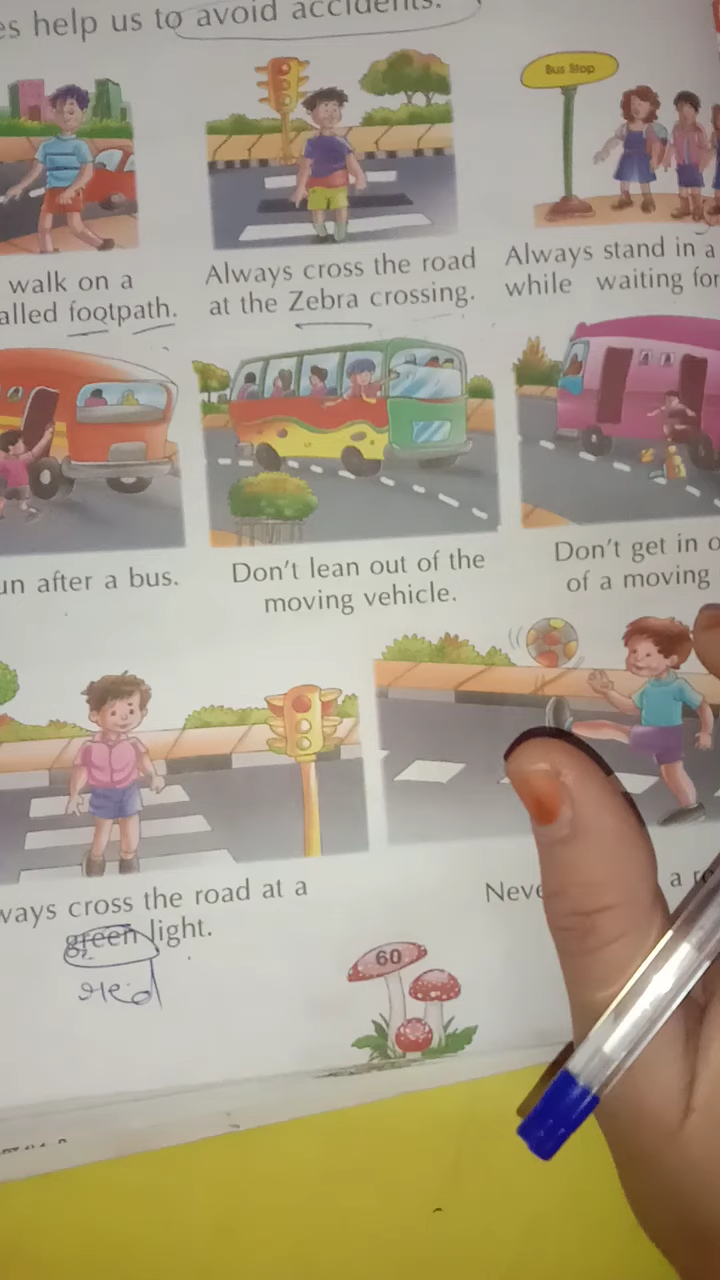 es help us to avoid accidents.
Bus Stop
walk on a
alled footpath.
Always cross the road
at the Zebra crossing.
Always stand in a
while waiting for
un after a bus.
Don't lean out of the
moving vehicle.
Don't get in o
of a moving
ways cross the road at a
green light.
red
Neve
a r
60